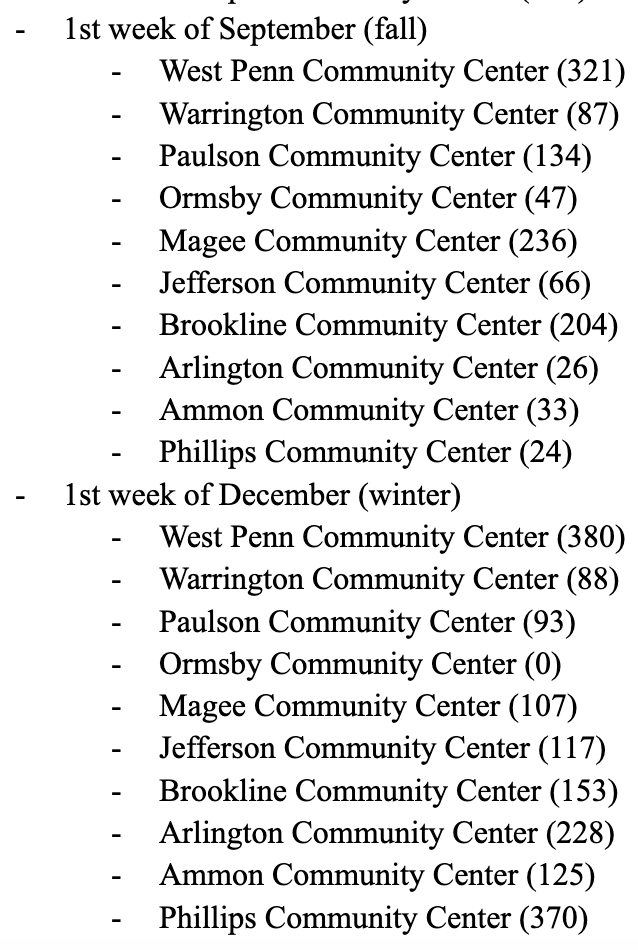 - 1st week of September (fall)
- West Penn Community Center (321)
- Warrington Community Center (87)
- Paulson Community Center (134)
- Ormsby Community Center (47)
- Magee Community Center (236)
- Jefferson Community Center (66)
- Brookline Community Center (204)
- Arlington Community Center (26)
- Ammon Community Center (33)
- Phillips Community Center (24)
- 1st week of December (winter)
- West Penn Community Center (380)
- Warrington Community Center (88)
- Paulson Community Center (93)
- Ormsby Community Center (0)
- Magee Community Center (107)
- Jefferson Community Center (117)
- Brookline Community Center (153)
- Arlington Community Center (228)
- Ammon Community Center (125)
- Phillips Community Center (370)